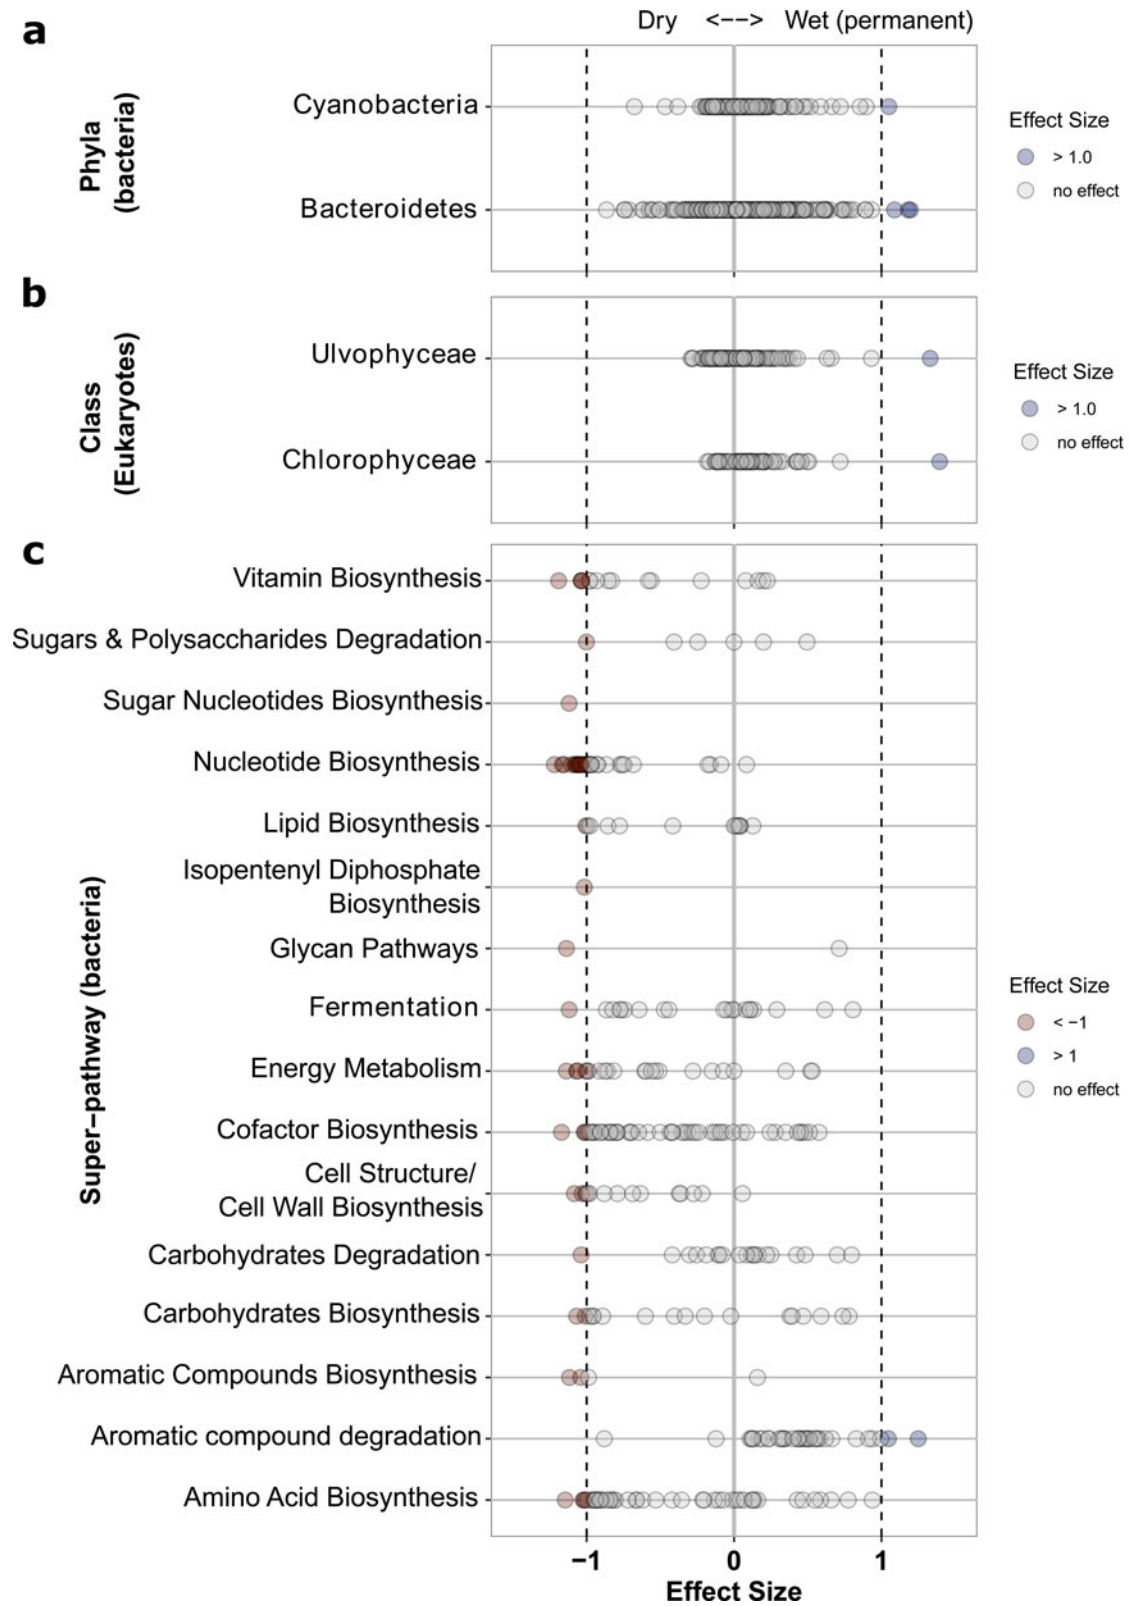 a
Dry <--> Wet (permanent)
Phyla
(bacteria)
Cyanobacteria
Bacteroidetes
Effect Size
> 1.0
no effect
b
Class
(Eukaryotes)
Ulvophyceae
Chlorophyceae
Effect Size
> 1.0
no effect
c
Super-pathway (bacteria)
Vitamin Biosynthesis
Sugars & Polysaccharides Degradation
Sugar Nucleotides Biosynthesis
Nucleotide Biosynthesis
Lipid Biosynthesis
Isopentenyl Diphosphate
Biosynthesis
Glycan Pathways
Fermentation
Energy Metabolism
Cofactor Biosynthesis
Cell Structure/
Cell Wall Biosynthesis
Carbohydrates Degradation
Carbohydrates Biosynthesis
Aromatic Compounds Biosynthesis
Aromatic compound degradation
Amino Acid Biosynthesis
Effect Size
< −1
> 1
no effect
−1 0 1
Effect Size